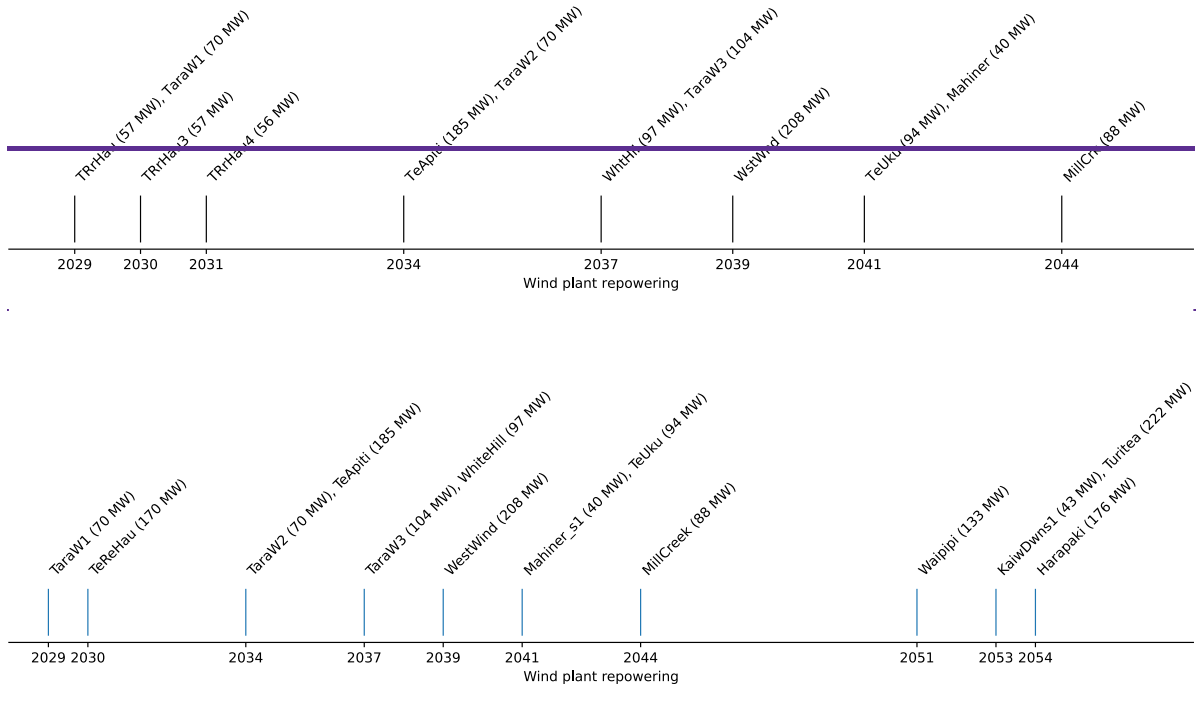 (57 MW), TaraW1 (70 MW)
TRrHau3 (57 MW)
TRrHau4 (56 MW)
TeApiti (185 MW), TaraW2 (70 MW)
(97 MW), TaraW3 (104 MW)
WstWnd (208 MW)
TeUku (94 MW), Mahiner (40 MW)
MillCrk (88 MW)
2029 2030 2031 2034 2037 2039 2041 2044
Wind plant repowering
TaraW1 (70 MW)
TeReHau (170 MW)
TaraW2 (70 MW), TeApiti (185 MW)
TaraW3 (104 MW), WhiteHill (97 MW)
WestWind (208 MW)
Mahiner_s1 (40 MW), TeUku (94 MW)
MillCreek (88 MW)
Waipipi (133 MW)
KaiwDwns1 (43 MW), Turitea (222 MW)
Harapaki (176 MW)
2029 2030 2034 2037 2039 2041 2044 2051 2053 2054
Wind plant repowering